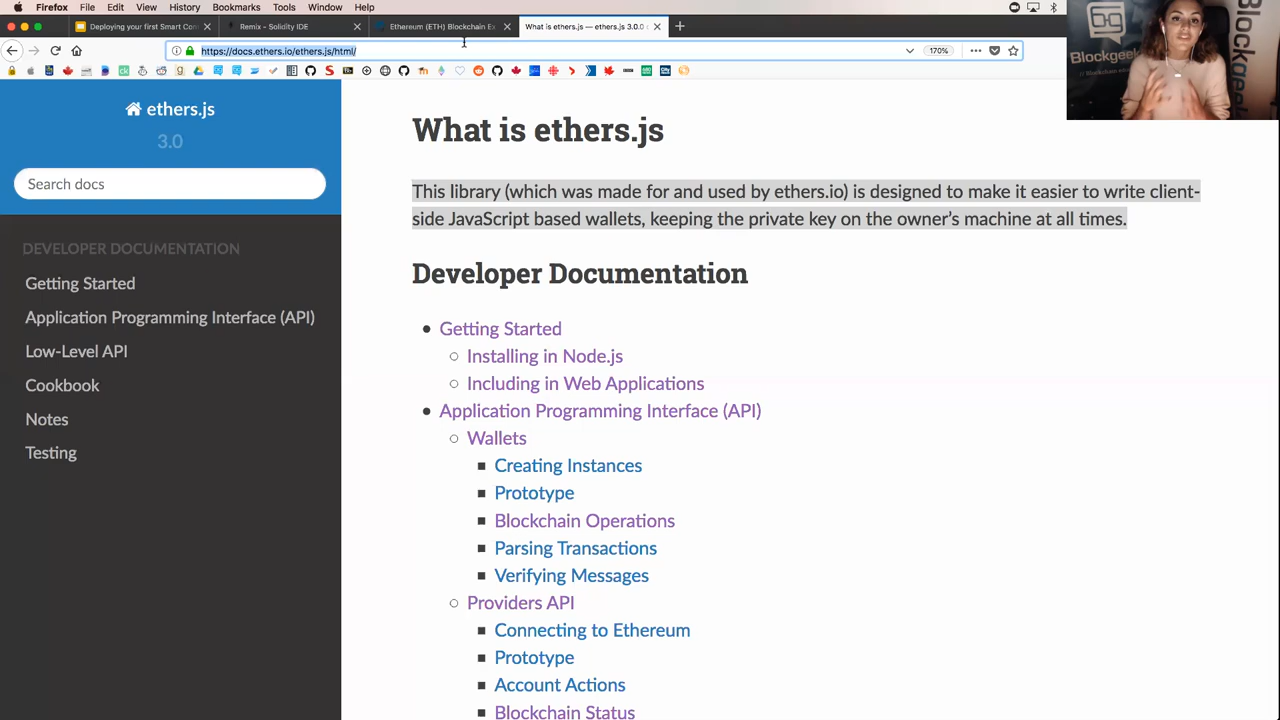 Firefox File Edit View History Bookmarks Tools Window Help
Deploying your first Smart Con
Remix - Solidity IDE
Ethereum (ETH) Blockchain Ex
What is ethers.js — ethers.js 3.0.0
https://docs.ethers.io/ethers.js/html/
170%
Blockgeek
ethers.js
3.0
Search docs
DEVELOPER DOCUMENTATION
Getting Started
Application Programming Interface (API)
Low-Level API
Cookbook
Notes
Testing
What is ethers.js
This library (which was made for and used by ethers.io) is designed to make it easier to write client-
side JavaScript based wallets, keeping the private key on the owner's machine at all times.
Developer Documentation
Getting Started
Installing in Node.js
Including in Web Applications
Application Programming Interface (API)
Wallets
Creating Instances
Prototype
Blockchain Operations
Parsing Transactions
Verifying Messages
Providers API
Connecting to Ethereum
Prototype
Account Actions
Blockchain Status